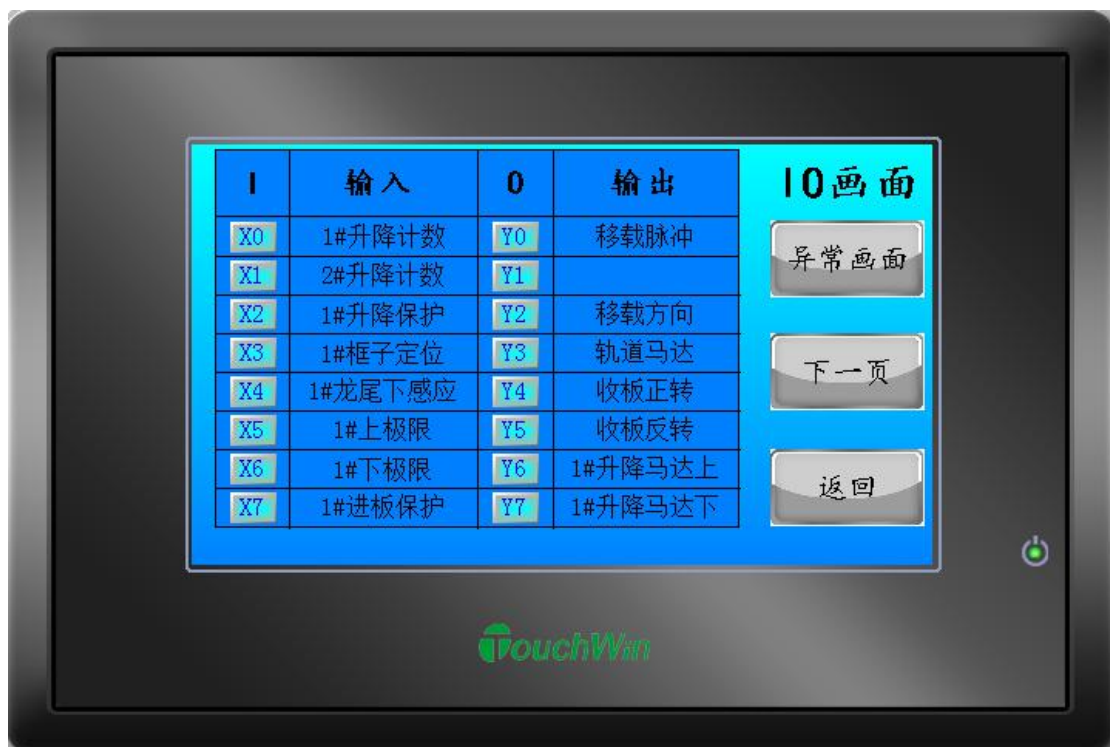 I 输入 O 输出 IO画面
X0 1#升降计数 Y0 移载脉冲
异常画面
X1 2#升降计数 Y1
X2 1#升降保护 Y2 移载方向
X3 1#框子定位 Y3 轨道马达
下一页
X4 1#龙尾下感应 Y4 收板正转
X5 1#上极限 Y5 收板反转
X6 1#下极限 Y6 1#升降马达上
返回
X7 1#进板保护 Y7 1#升降马达下
TouchWin